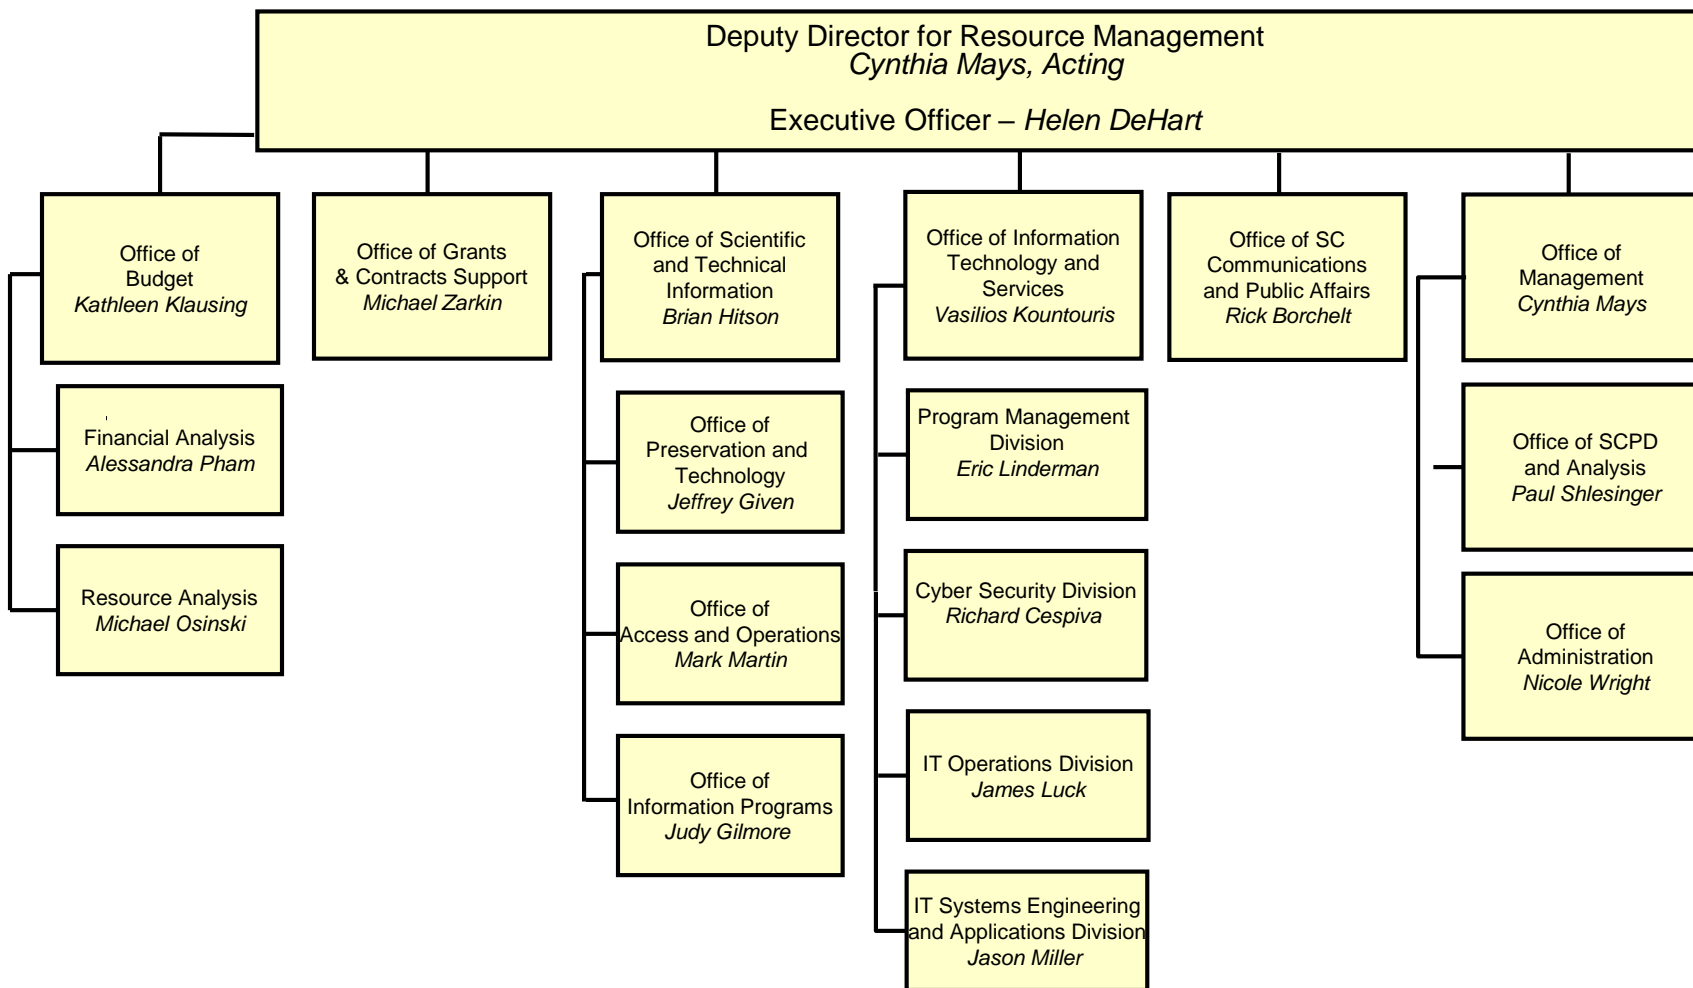 Deputy Director for Resource Management
Cynthia Mays, Acting
Executive Officer – Helen DeHart
Office of
Budget
Kathleen Klausing
Financial Analysis
Alessandra Pham
Resource Analysis
Michael Osinski
Office of Grants
& Contracts Support
Michael Zarkin
Office of Scientific
and Technical
Information
Brian Hitson
Office of
Preservation and
Technology
Jeffrey Given
Office of
Access and Operations
Mark Martin
Office of
Information Programs
Judy Gilmore
Office of Information
Technology and
Services
Vasilios Kountouris
Program Management
Division
Eric Linderman
Cyber Security Division
Richard Cespiva
IT Operations Division
James Luck
IT Systems Engineering
and Applications Division
Jason Miller
Office of SC
Communications
and Public Affairs
Rick Borchelt
Office of
Management
Cynthia Mays
Office of SCPD
and Analysis
Paul Shlesinger
Office of
Administration
Nicole Wright